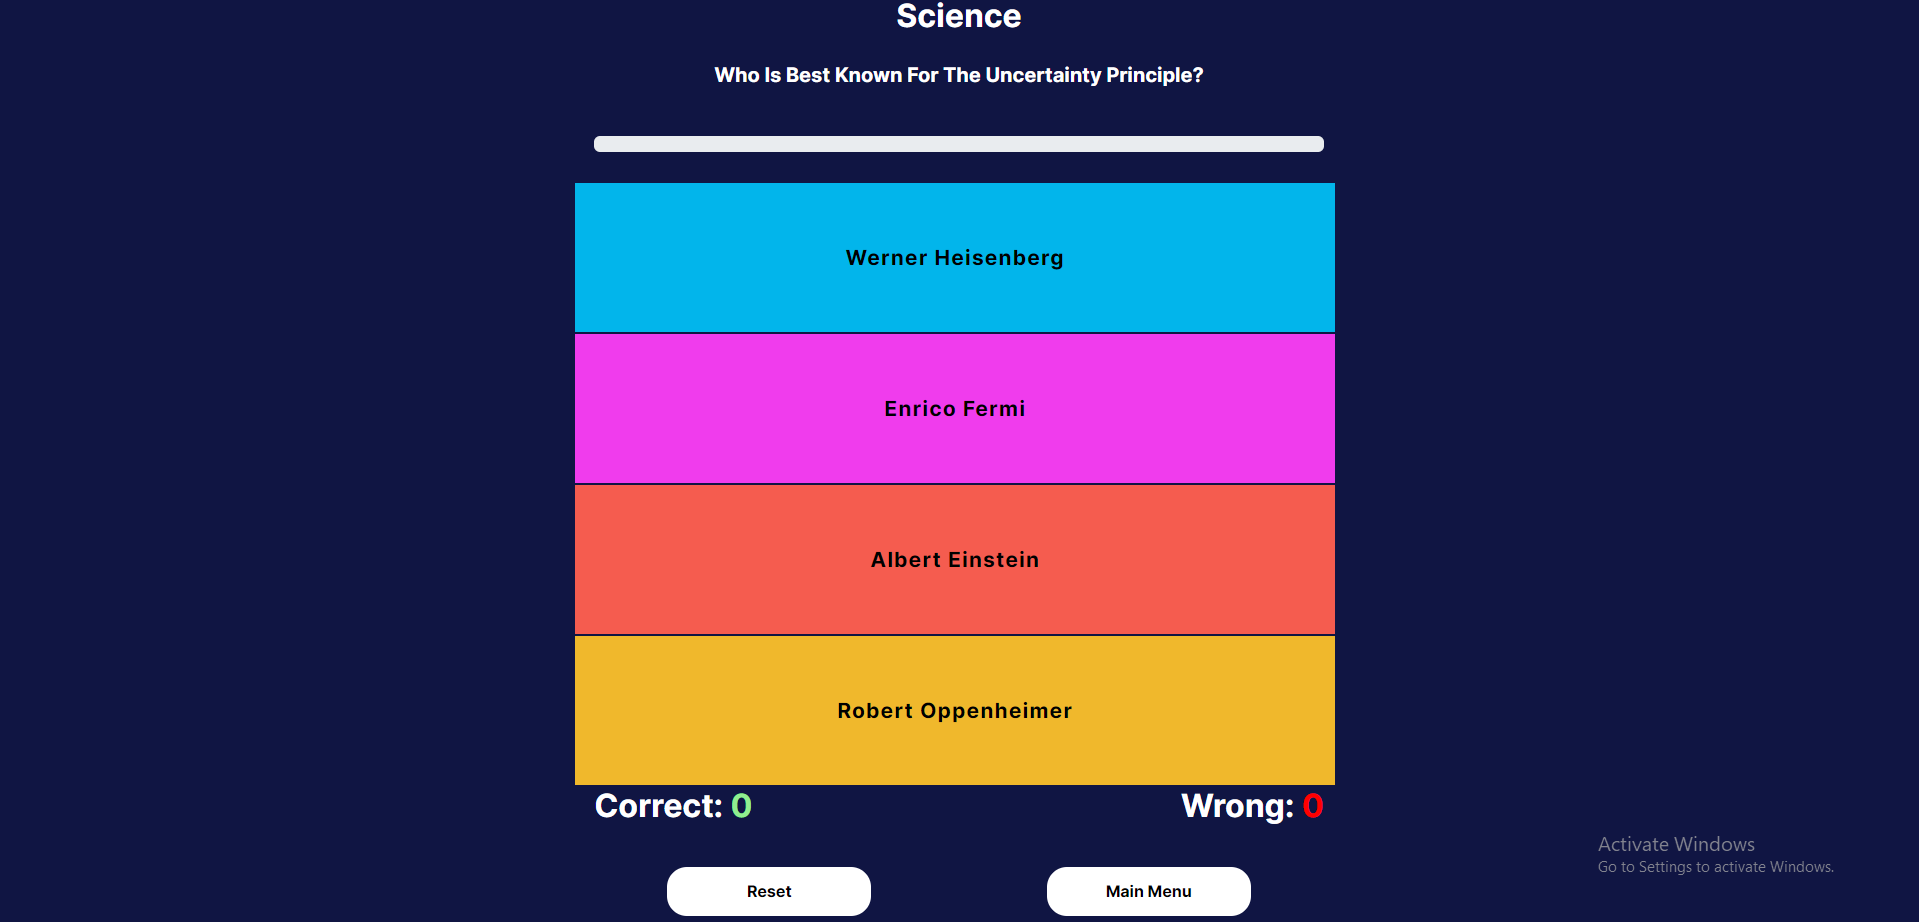 Science
Who Is Best Known For The Uncertainty Principle?
Werner Heisenberg
Enrico Fermi
Albert Einstein
Robert Oppenheimer
Correct: 0
Wrong: 0
Activate Windows
Go to Settings to activate Windows.
Reset
Main Menu